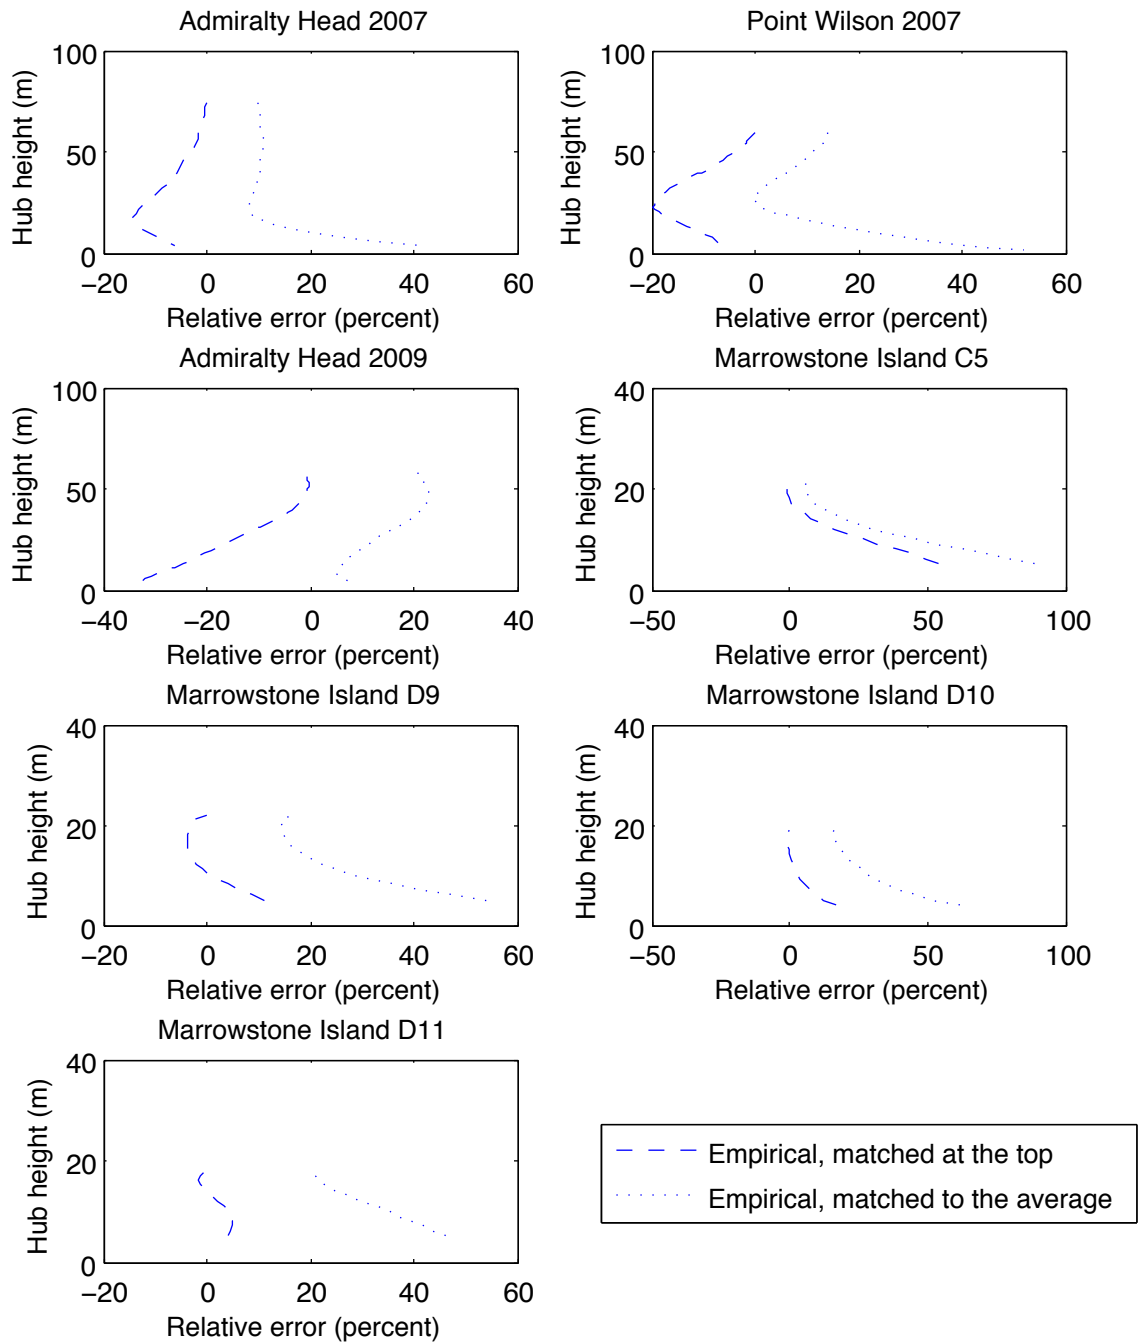 Admiralty Head 2007
100
50
0
Hub height (m)
−20 0 20 40 60
Relative error (percent)
Point Wilson 2007
100
50
0
Hub height (m)
−20 0 20 40 60
Relative error (percent)
Admiralty Head 2009
100
50
0
Hub height (m)
−40 −20 0 20 40
Relative error (percent)
Marrowstone Island C5
40
20
0
Hub height (m)
−50 0 50 100
Relative error (percent)
Marrowstone Island D9
40
20
0
Hub height (m)
−20 0 20 40 60
Relative error (percent)
Marrowstone Island D10
40
20
0
Hub height (m)
−50 0 50 100
Relative error (percent)
Marrowstone Island D11
40
20
0
Hub height (m)
−20 0 20 40 60
Relative error (percent)
Empirical, matched at the top
Empirical, matched to the average